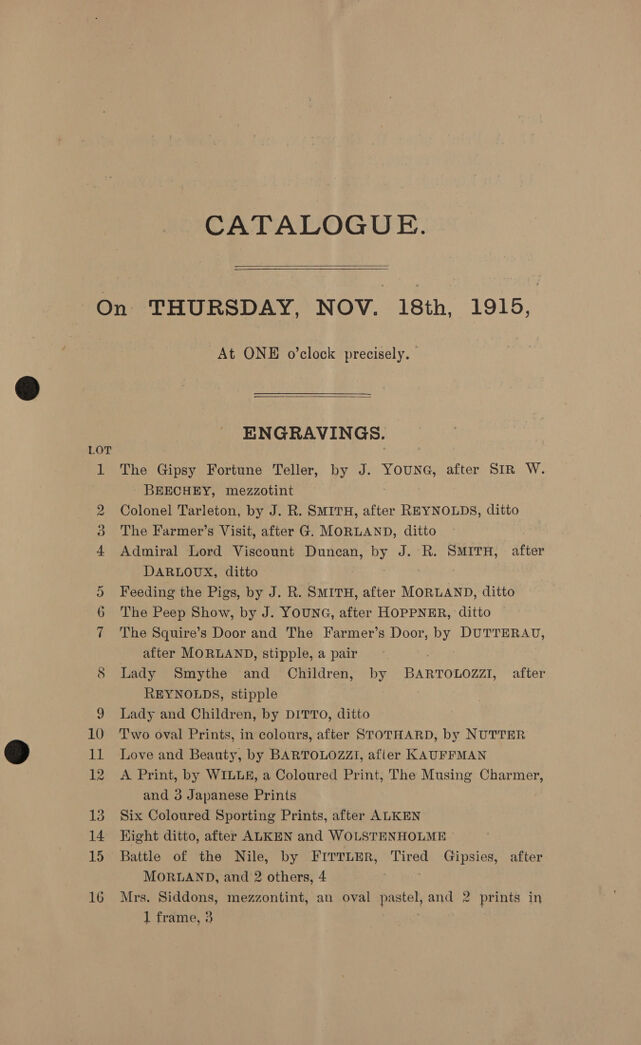 CATALOGUE.
On THURSDAY, NOV. 18th, 1915,
At ONE o'clock precisely.
ENGRAVINGS.
LOT
1 The Gipsy Fortune Teller, by J. YOUNG, after SIR W.
BEECHEY, mezzotint
2 Colonel Tarleton, by J. R. SMITH, after REYNOLDS, ditto
3 The Farmer's Visit, after G. MORLAND, ditto
4 Admiral Lord Viscount Duncan, by J. R. SMITH, after
DARLOUX, ditto
5 Feeding the Pigs, by J. R. SMITH, after MORLAND, ditto
6 The Peep Show, by J. YOUNG, after HOPPNER, ditto
7 The Squire's Door and The Farmer's Door, by DUTTERAU,
after MORLAND, stipple, a pair
8 Lady Smythe and Children, by BARTOLOZZI, after
REYNOLDS, stipple
9 Lady and Children, by DITTO, ditto
10 Two oval Prints, in colours, after STOTHARD, by NUTTER
11 Love and Beauty, by BARTOLOZZI, after KAUFFMAN
12 A Print, by WILLE, a Coloured Print, The Musing Charmer,
and 3 Japanese Prints
13 Six Coloured Sporting Prints, after ALKEN
14 Eight ditto, after ALKEN and WOLSTENHOLME
15 Battle of the Nile, by FITTLER, Tired Gipsies, after
MORLAND, and 2 others, 4
16 Mrs. Siddons, mezzontint, an oval pastel, and 2 prints in
1 frame, 3